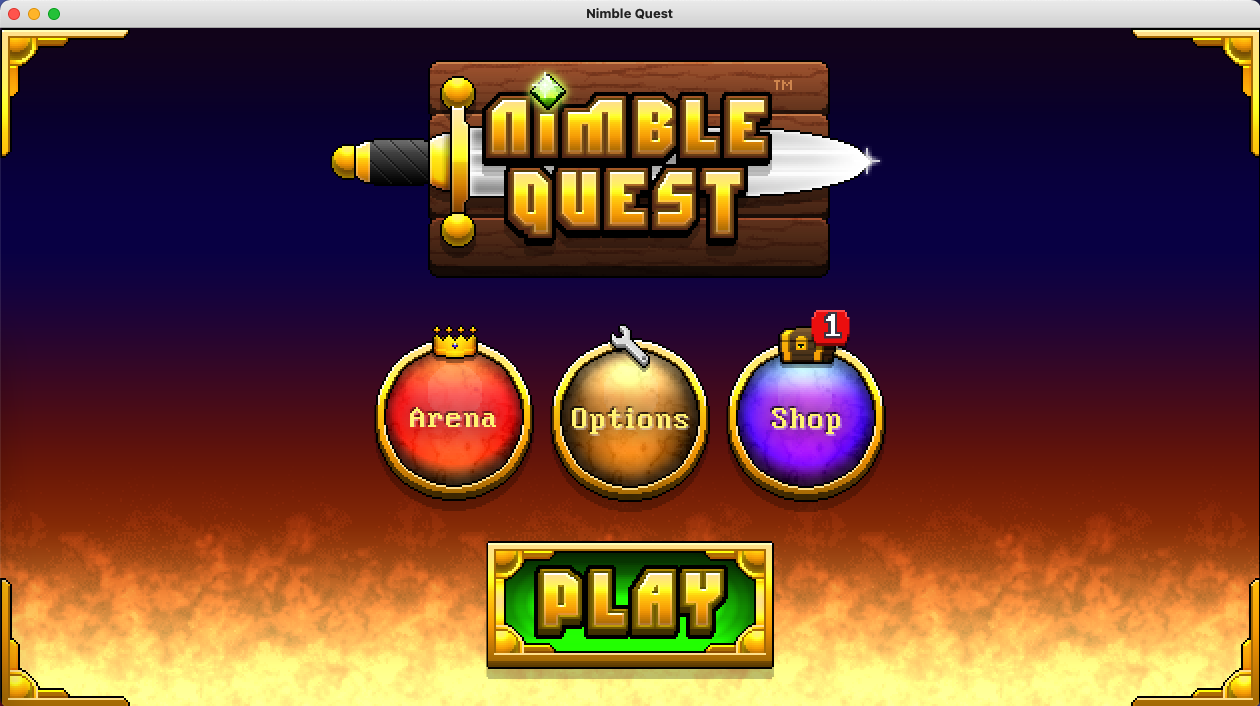 Nimble Quest
NiMBLE
QUEST
TM
1
Arena
Options
Shop
PLAY